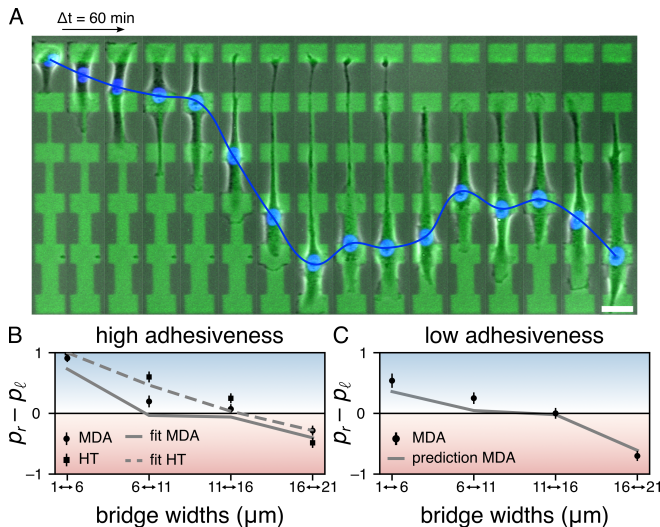 A
Δt = 60 min
B
high adhesiveness
p_r − p_ℓ
1
0
−1
MDA
HT
fit MDA
fit HT
1↔6
6↔11
11↔16
16↔21
bridge widths (μm)
C
low adhesiveness
p_r − p_ℓ
1
0
−1
MDA
prediction MDA
1↔6
6↔11
11↔16
16↔21
bridge widths (μm)